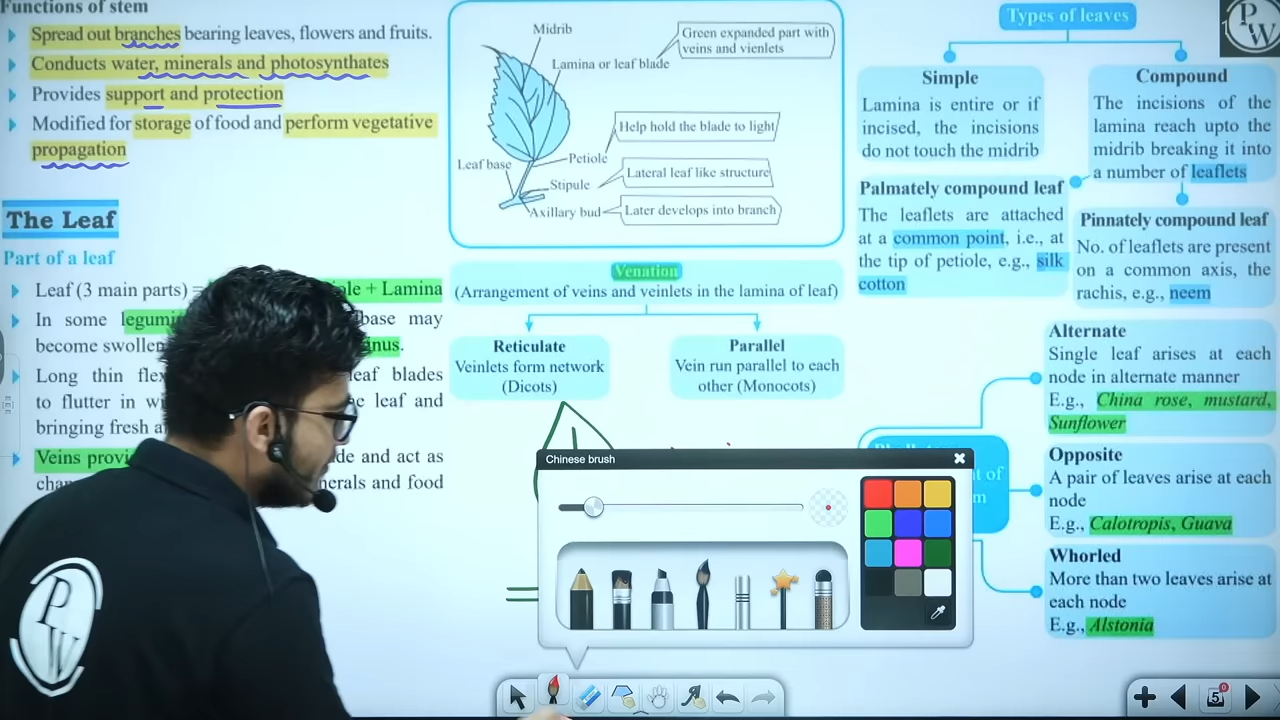 Functions of stem
Spread out branches bearing leaves, flowers and fruits.
Conducts water, minerals and photosynthates
Provides support and protection
Modified for storage of food and perform vegetative
propagation
The Leaf
Part of a leaf
Leaf (3 main parts) + Lamina
In some base may
become
Long thin leaf blades
to flutter in leaf and
bringing fresh
Veins and act as
and food
Midrib
Lamina or leaf blade
Green expanded part with
veins and vienlets
Help hold the blade to light
Petiole
Leaf base
Stipule
Lateral leaf like structure
Axillary bud
Later develops into branch
Venation
(Arrangement of veins and veinlets in the lamina of leaf)
Reticulate
Veinlets form network
(Dicots)
Parallel
Vein run parallel to each
other (Monocots)
Chinese brush
Types of leaves
Simple
Lamina is entire or if
incised, the incisions
do not touch the midrib
Compound
The incisions of the
lamina reach upto the
midrib breaking it into
a number of leaflets
Palmately compound leaf
The leaflets are attached
at a common point, i.e., at
the tip of petiole, e.g., silk
cotton
Pinnately compound leaf
No. of leaflets are present
on a common axis, the
rachis, e.g., neem
Alternate
Single leaf arises at each
node in alternate manner
E.g., China rose, mustard,
Sunflower
Opposite
A pair of leaves arise at each
node
E.g., Calotropis, Guava
Whorled
More than two leaves arise at
each node
E.g., Alstonia
of
PW
PW
5
0